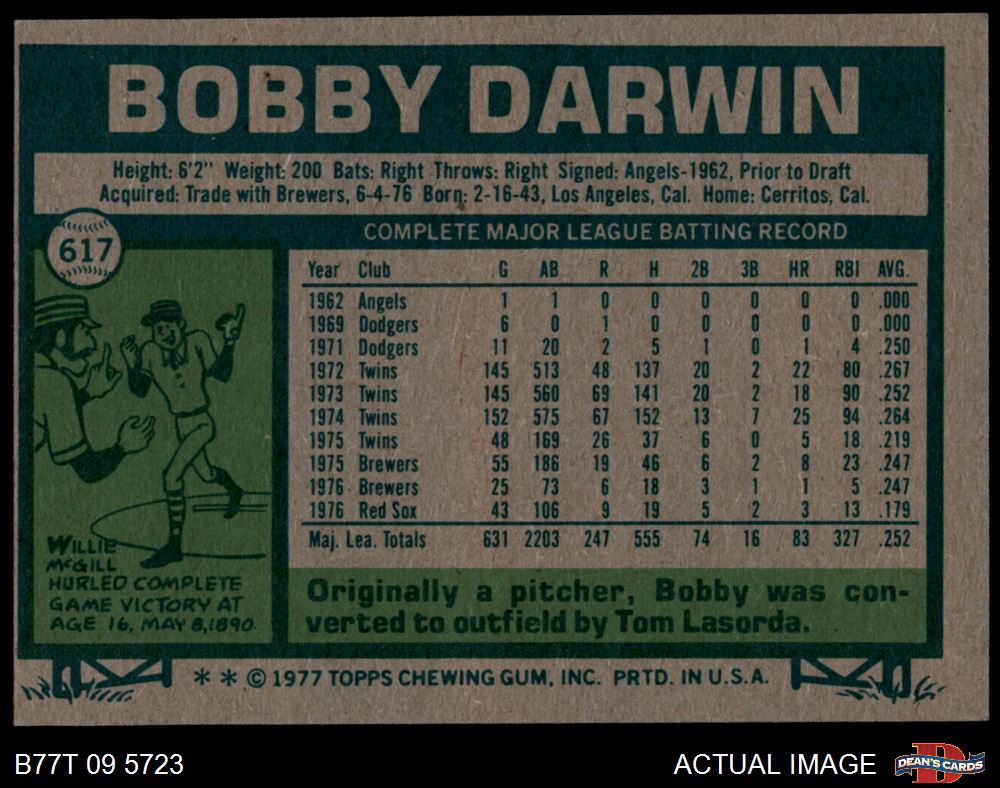 BOBBY DARWIN
Height: 6'2" Weight: 200 Bats: Right Throws: Right Signed: Angels-1962, Prior to Draft
Acquired: Trade with Brewers, 6-4-76 Born: 2-16-43, Los Angeles, Cal. Home: Cerritos, Cal.
617
COMPLETE MAJOR LEAGUE BATTING RECORD
Year Club G AB R H 2B 3B HR RBI AVG.
1962 Angels 1 1 0 0 0 0 0 0 .000
1969 Dodgers 6 0 1 0 0 0 0 0 .000
1971 Dodgers 11 20 2 5 1 0 1 4 .250
1972 Twins 145 513 48 137 20 2 22 80 .267
1973 Twins 145 560 69 141 20 2 18 90 .252
1974 Twins 152 575 67 152 13 7 25 94 .264
1975 Twins 48 169 26 37 6 0 5 18 .219
1975 Brewers 55 186 19 46 6 2 8 23 .247
1976 Brewers 25 73 6 18 3 1 1 5 .247
1976 Red Sox 43 106 9 19 5 2 3 13 .179
Maj. Lea. Totals 631 2203 247 555 74 16 83 327 .252
WILLIE
McGILL
HURLED COMPLETE
GAME VICTORY AT
AGE 16, MAY 8, 1890.
Originally a pitcher, Bobby was con-
verted to outfield by Tom Lasorda.
* * © 1977 TOPPS CHEWING GUM, INC. PRTD. IN U.S.A.
B77T 09 5723
ACTUAL IMAGE
DEAN'S CARDS